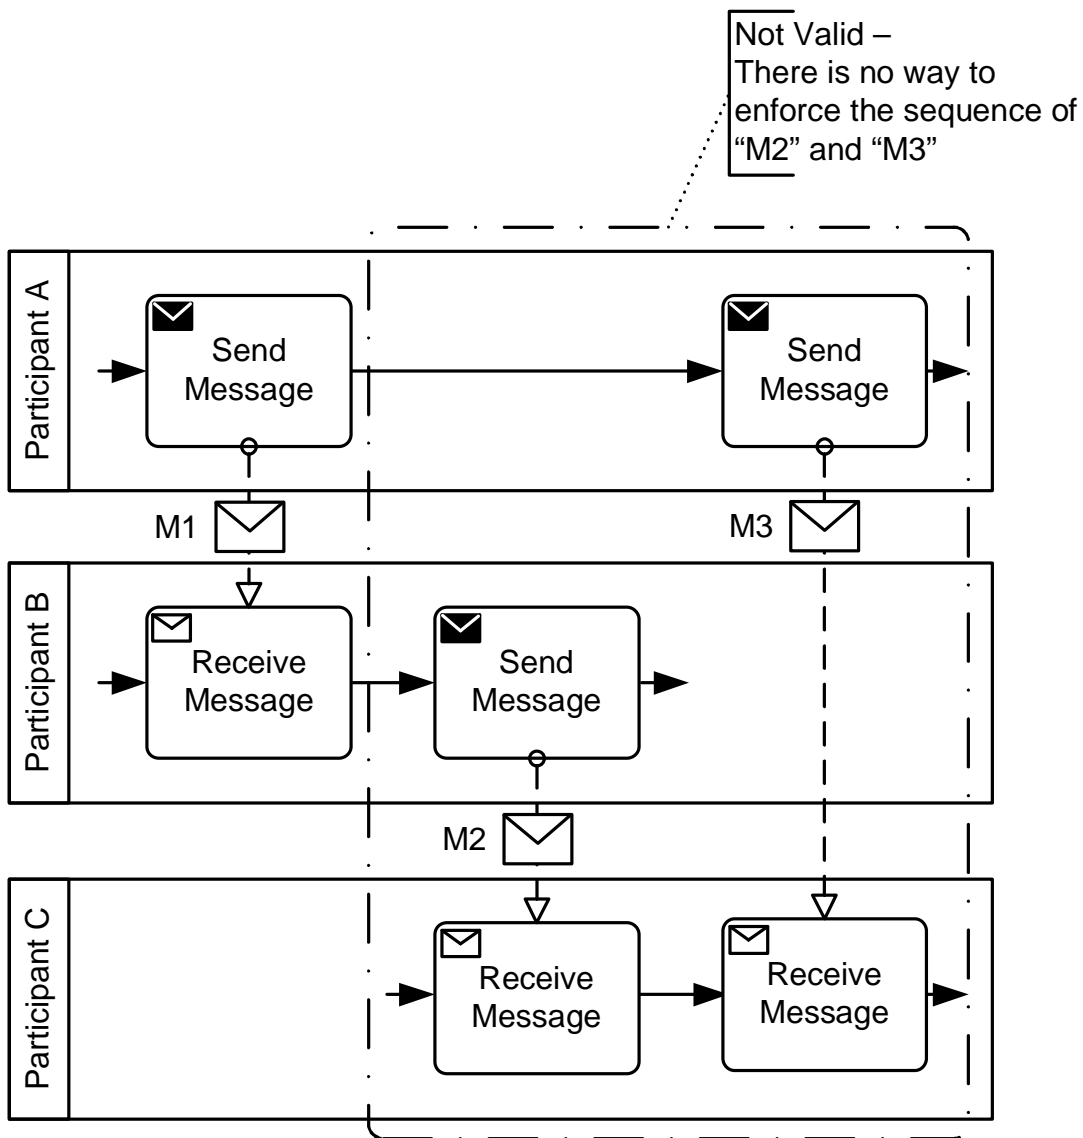 Not Valid –
There is no way to
enforce the sequence of
“M2” and “M3”
Participant A
Send
Message
Send
Message
M1
M3
Participant B
Receive
Message
Send
Message
M2
Participant C
Receive
Message
Receive
Message